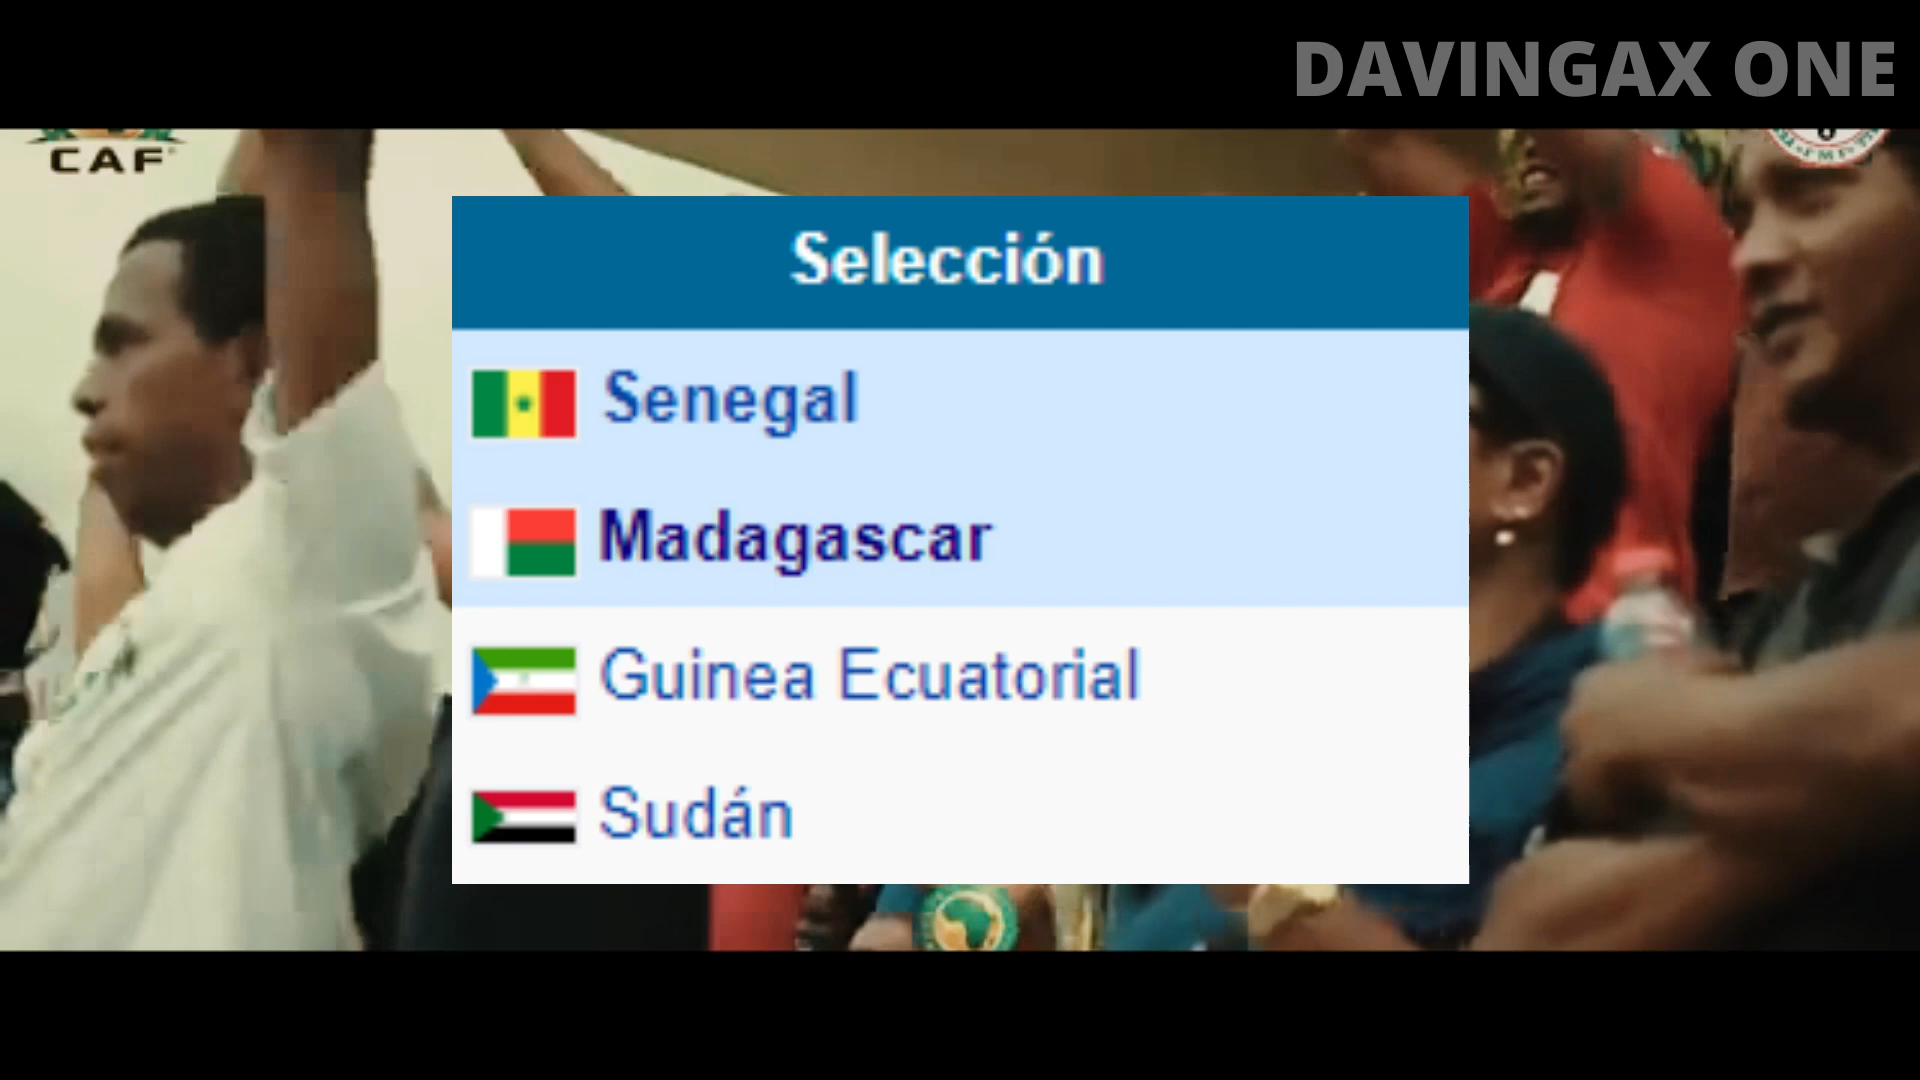 DAVINGAX ONE
CAF
Selección
Senegal
Madagascar
Guinea Ecuatorial
Sudán